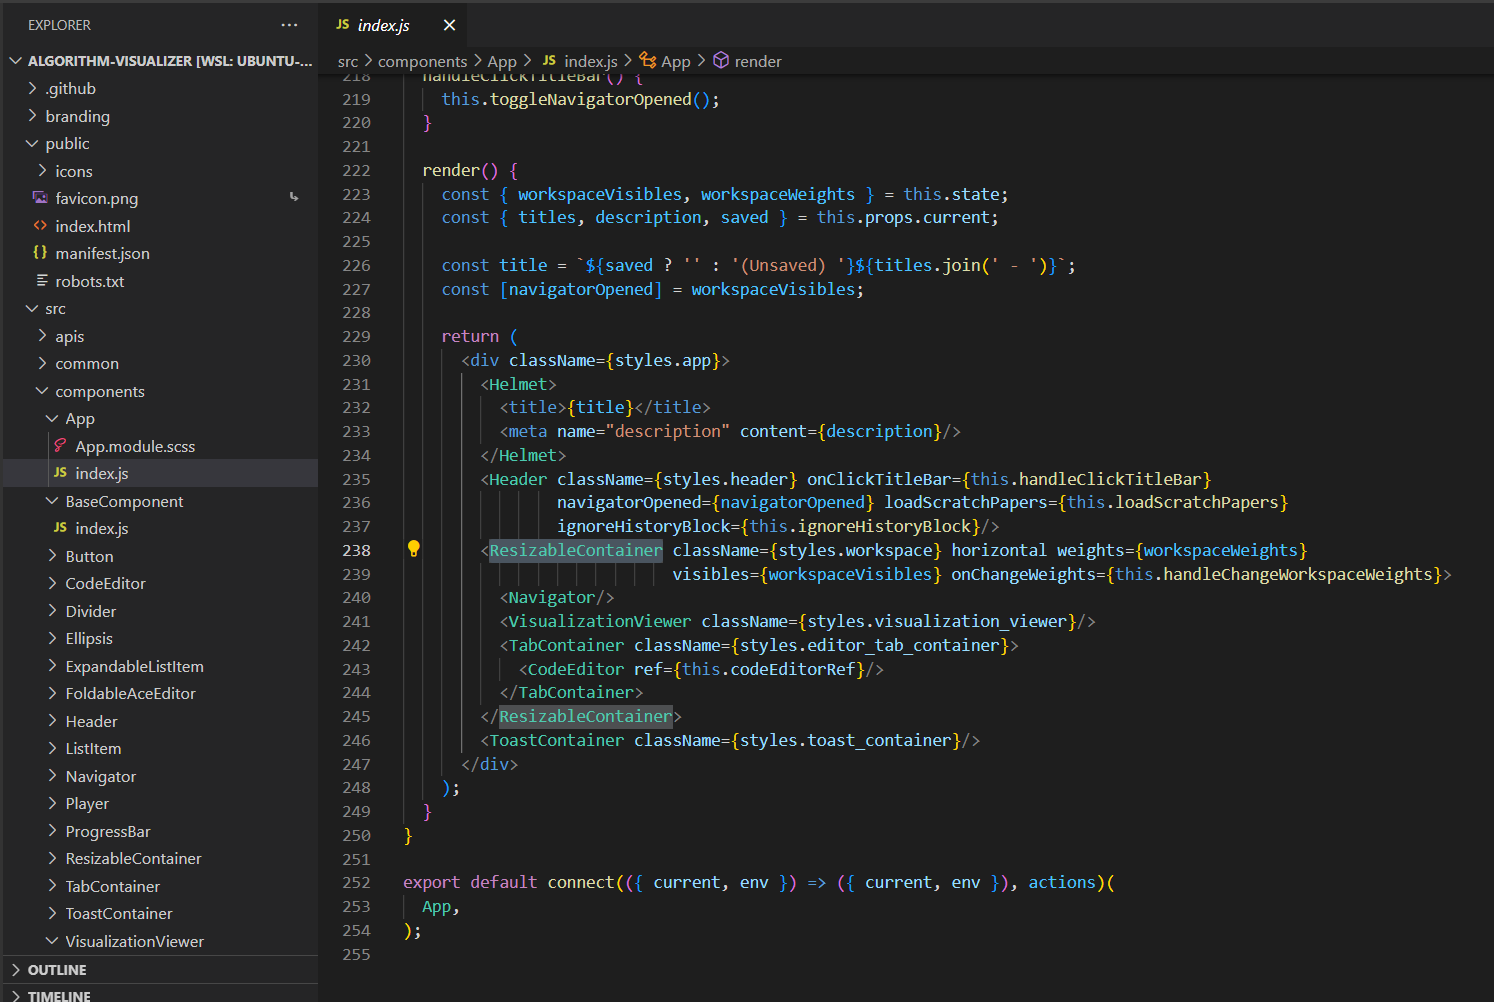 EXPLORER
ALGORITHM-VISUALIZER [WSL: UBUNTU-...
.github
branding
public
icons
favicon.png
index.html
manifest.json
robots.txt
src
apis
common
components
App
App.module.scss
JS index.js
BaseComponent
JS index.js
Button
CodeEditor
Divider
Ellipsis
ExpandableListItem
FoldableAceEditor
Header
ListItem
Navigator
Player
ProgressBar
ResizableContainer
TabContainer
ToastContainer
VisualizationViewer
OUTLINE
TIMELINE
JS index.js
src > components > App > JS index.js > App > render
218 handleClickTitleBar() {
219 this.toggleNavigatorOpened();
220 }
221
222 render() {
223 const { workspaceVisibles, workspaceWeights } = this.state;
224 const { titles, description, saved } = this.props.current;
225
226 const title = `${saved ? '' : '(Unsaved) '}${titles.join(' - ')}`;
227 const [navigatorOpened] = workspaceVisibles;
228
229 return (
230 <div className={styles.app}>
231 <Helmet>
232 <title>{title}</title>
233 <meta name="description" content={description}/>
234 </Helmet>
235 <Header className={styles.header} onClickTitleBar={this.handleClickTitleBar}
236 navigatorOpened={navigatorOpened} loadScratchPapers={this.loadScratchPapers}
237 ignoreHistoryBlock={this.ignoreHistoryBlock}/>
238 <ResizableContainer className={styles.workspace} horizontal weights={workspaceWeights}
239 visibles={workspaceVisibles} onChangeWeights={this.handleChangeWorkspaceWeights}>
240 <Navigator/>
241 <VisualizationViewer className={styles.visualization_viewer}/>
242 <TabContainer className={styles.editor_tab_container}>
243 <CodeEditor ref={this.codeEditorRef}/>
244 </TabContainer>
245 </ResizableContainer>
246 <ToastContainer className={styles.toast_container}/>
247 </div>
248 );
249 }
250 }
251
252 export default connect(({ current, env }) => ({ current, env }), actions)(
253 App,
254 );
255